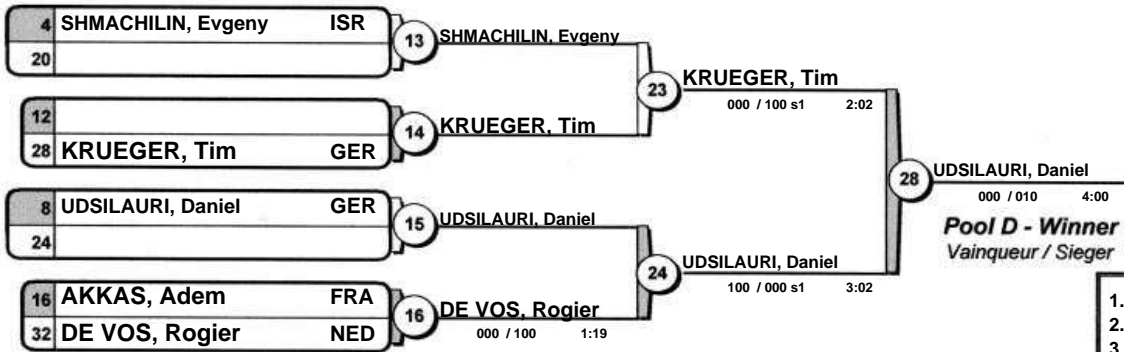 4 SHMACHILIN, Evgeny ISR
20
13
SHMACHILIN, Evgeny
12
28 KRUEGER, Tim GER
14
KRUEGER, Tim
23
KRUEGER, Tim
000 / 100 s1 2:02
8 UDSILAURI, Daniel GER
24
15
UDSILAURI, Daniel
16 AKKAS, Adem FRA
32 DE VOS, Rogier NED
16
DE VOS, Rogier
000 / 100 1:19
24
UDSILAURI, Daniel
100 / 000 s1 3:02
28
UDSILAURI, Daniel
000 / 010 4:00
Pool D - Winner
Vainqueur / Sieger
1.
2.
3